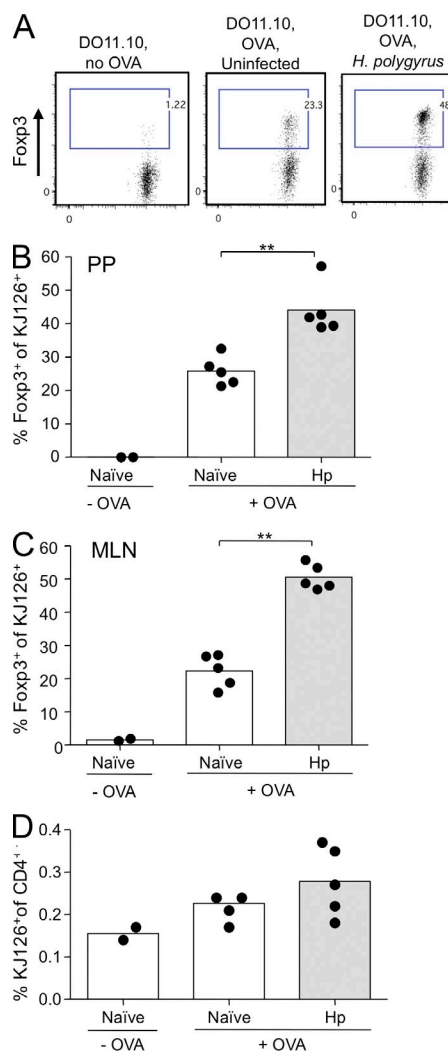 A
DO11.10,
no OVA
DO11.10,
OVA,
Uninfected
DO11.10,
OVA,
H. polygyrus
Foxp3
1.22
23.3
48
0
0
0
0
0
0
B
PP
% Foxp3⁺ of KJ126⁺
60
50
40
30
20
10
0
**
Naïve
Naïve
Hp
- OVA
+ OVA
C
MLN
% Foxp3⁺ of KJ126⁺
60
50
40
30
20
10
0
**
Naïve
Naïve
Hp
- OVA
+ OVA
D
% KJ126⁺of CD4⁺
0.4
0.3
0.2
0.1
0.0
Naïve
Naïve
Hp
- OVA
+ OVA